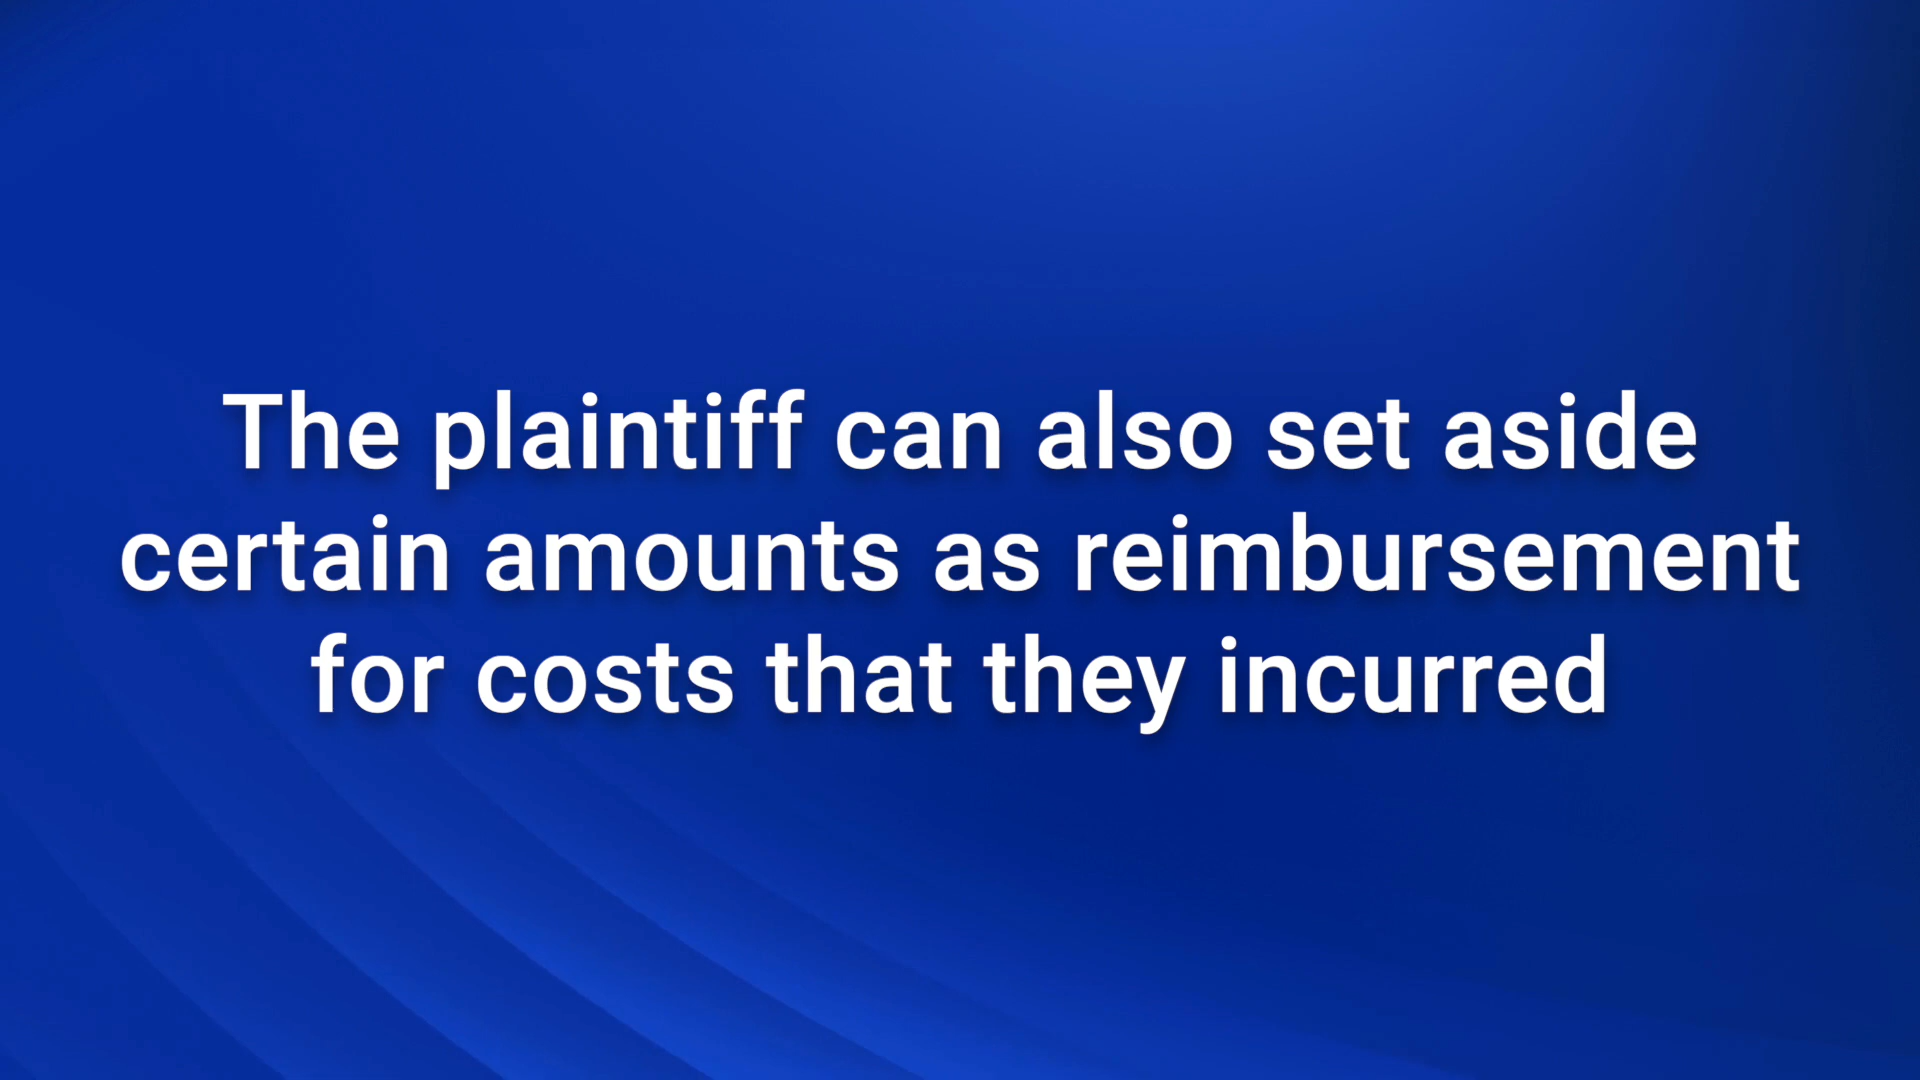 The plaintiff can also set aside
certain amounts as reimbursement
for costs that they incurred